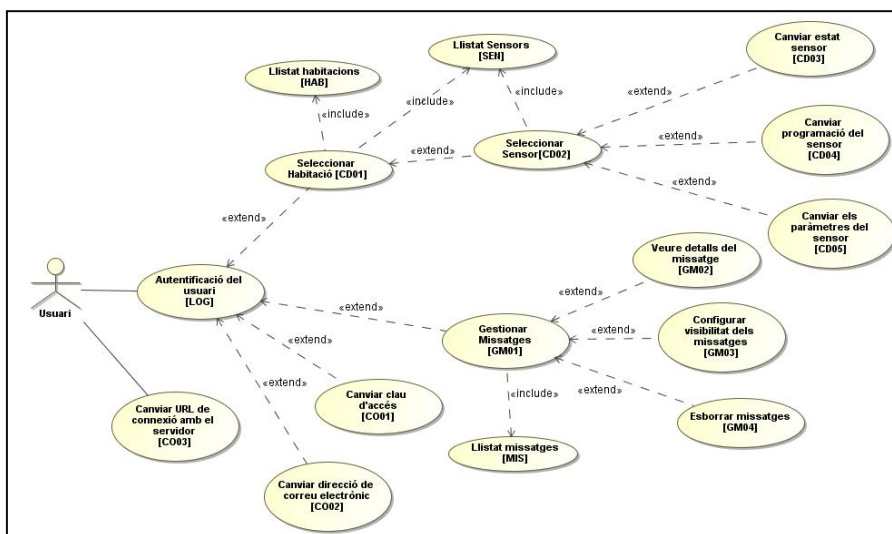 Llistat Sensors
[SEN]
Canviar estat
sensor
[CD03]
Llistat habitacions
[HAB]
«include»
«include»
«include»
«extend»
Canviar
programació del
sensor
[CD04]
«extend»
Seleccionar
Habitació [CD01]
«extend»
Seleccionar
Sensor[CD02]
«extend»
Canviar els
paràmetres del
sensor
[CD05]
«extend»
Veure detalls del
missatge
[GM02]
Usuari
Autentificació del
usuari
[LOG]
«extend»
«extend»
Gestionar
Missatges
[GM01]
«extend»
Configurar
visibilitat dels
missatges
[GM03]
«extend»
«extend»
«extend»
«include»
Canviar URL de
connexió amb el
servidor
[CO03]
Canviar clau
d'accés
[CO01]
Esborrar missatges
[GM04]
Llistat missatges
[MIS]
Canviar direcció de
correu electrònic
[CO02]